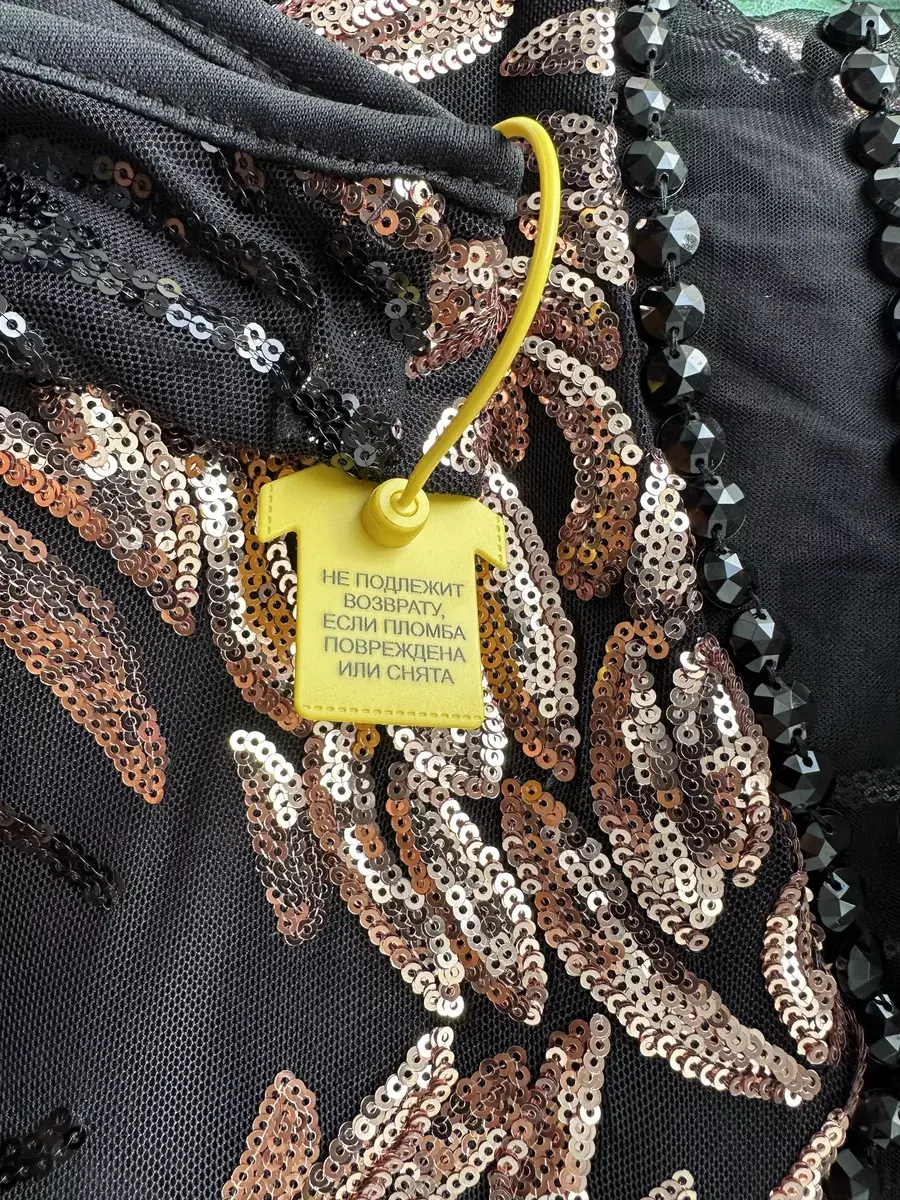 НЕ ПОДЛЕЖИТ
ВОЗВРАТУ,
ЕСЛИ ПЛОМБА
ПОВРЕЖДЕНА
ИЛИ СНЯТА